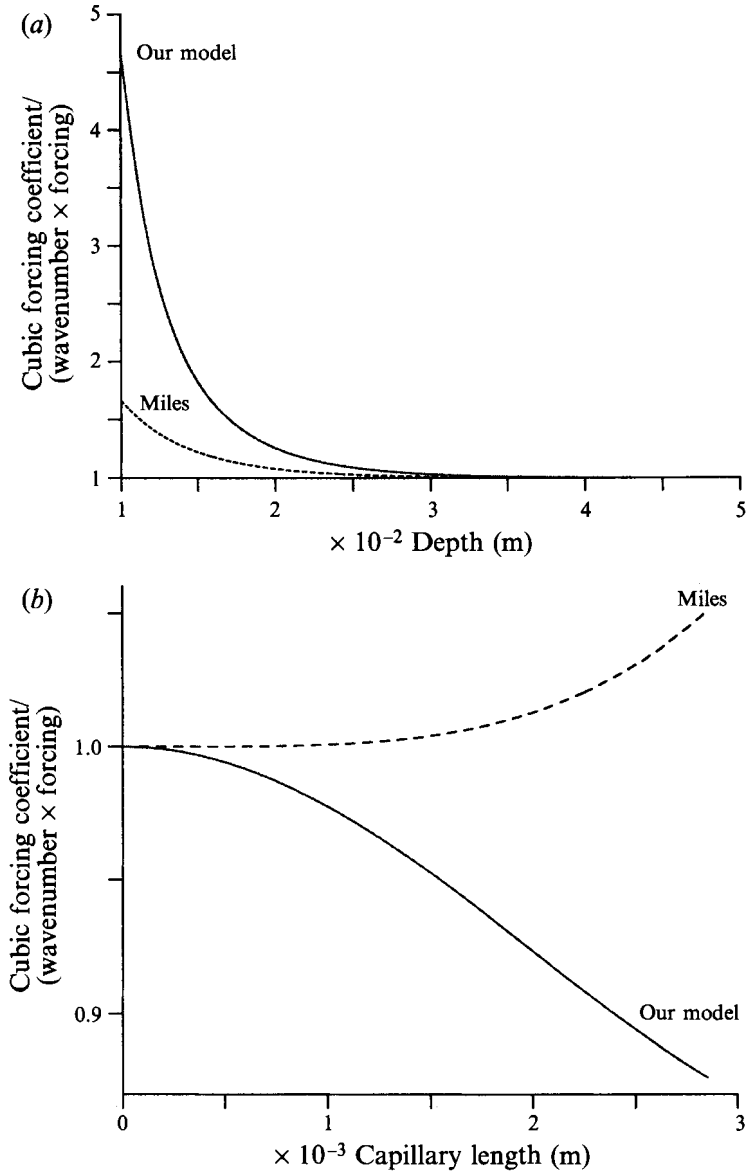 (a)
Cubic forcing coefficient/
(wavenumber × forcing)
5
4
3
2
1
Our model
Miles
1
2
3
4
5
× 10⁻² Depth (m)
(b)
Cubic forcing coefficient/
(wavenumber × forcing)
1.0
0.9
Miles
Our model
0
1
2
3
× 10⁻³ Capillary length (m)